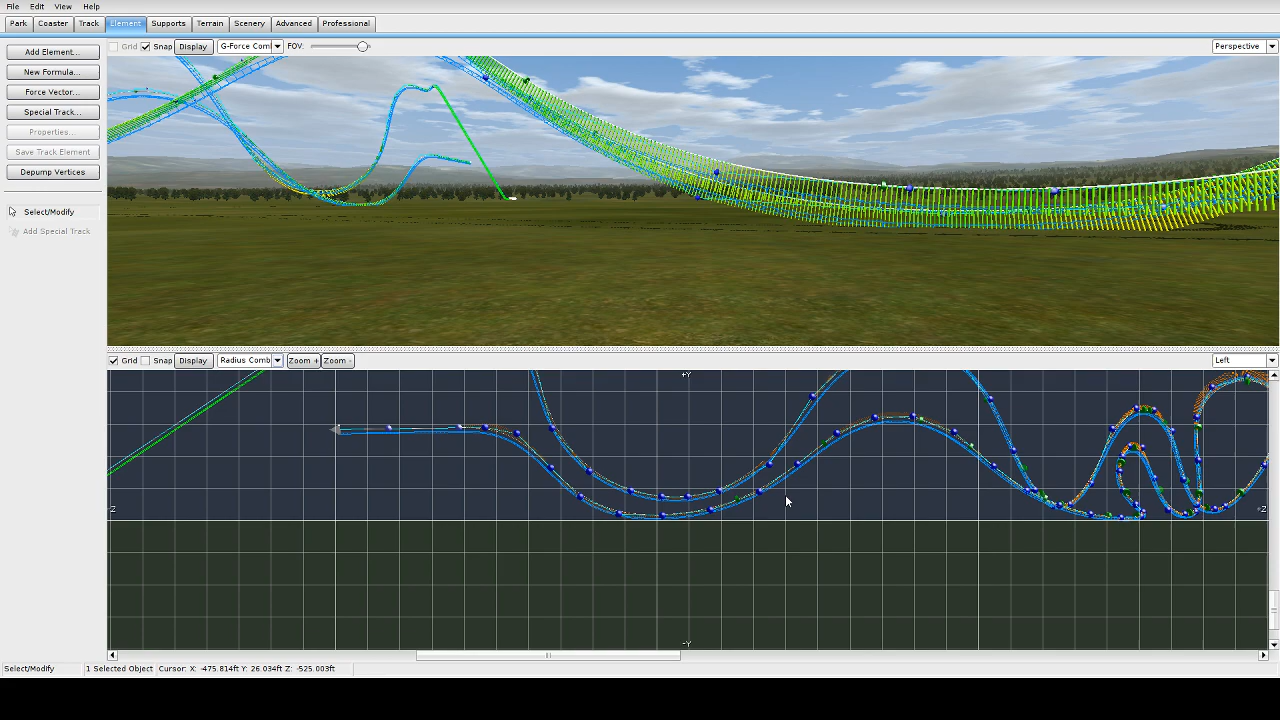 File Edit View Help
Park Coaster Track Element Supports Terrain Scenery Advanced Professional
Add Element... Grid Snap Display G-Force Com FOV: Perspective
New Formula...
Force Vector...
Special Track...
Properties...
Save Track Element
Depump Vertices
Select/Modify
Add Special Track
Grid Snap Display Radius Comb Zoom + Zoom - Left
+Y
-Z
-Y
Select/Modify 1 Selected Object Cursor: X: -475.814ft Y: 26.034ft Z: -525.003ft